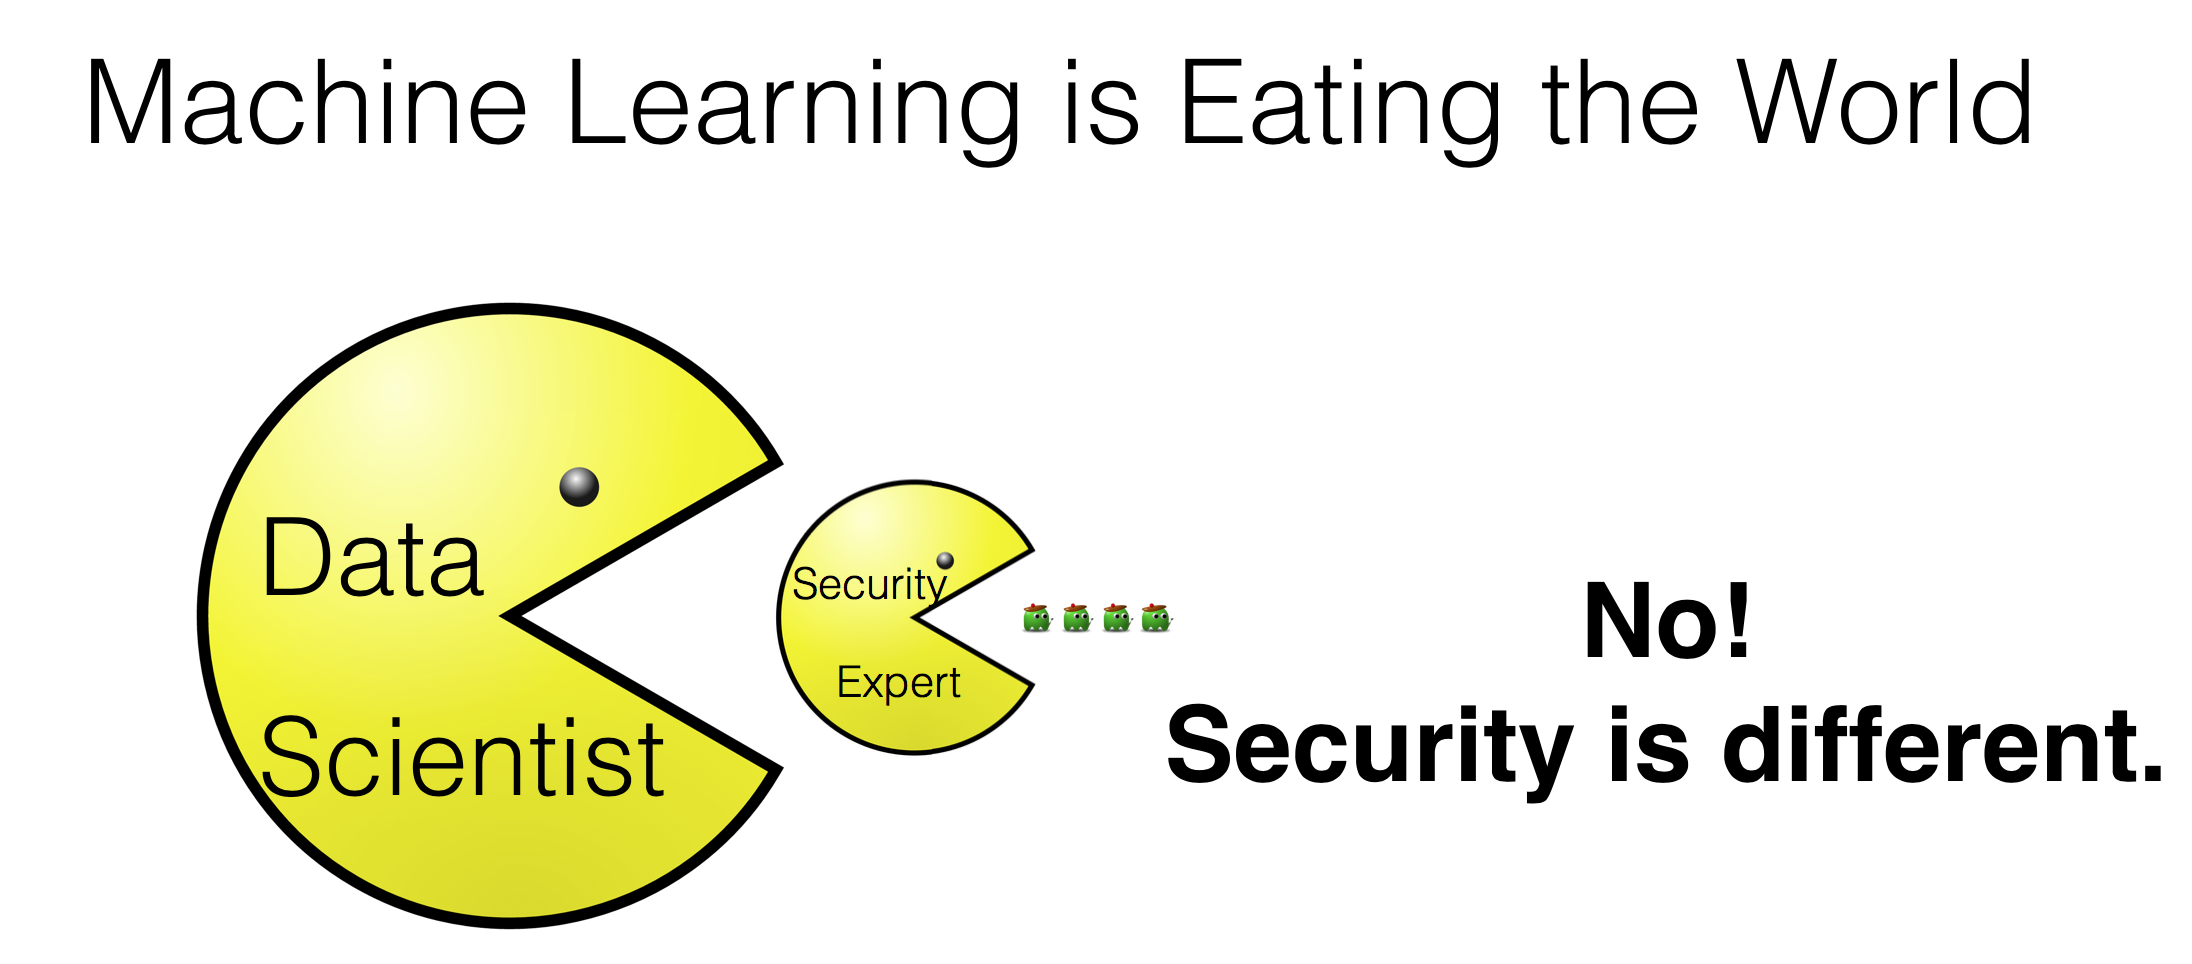 Machine Learning is Eating the World
Data
Scientist
Security
Expert
No!
Security is different.